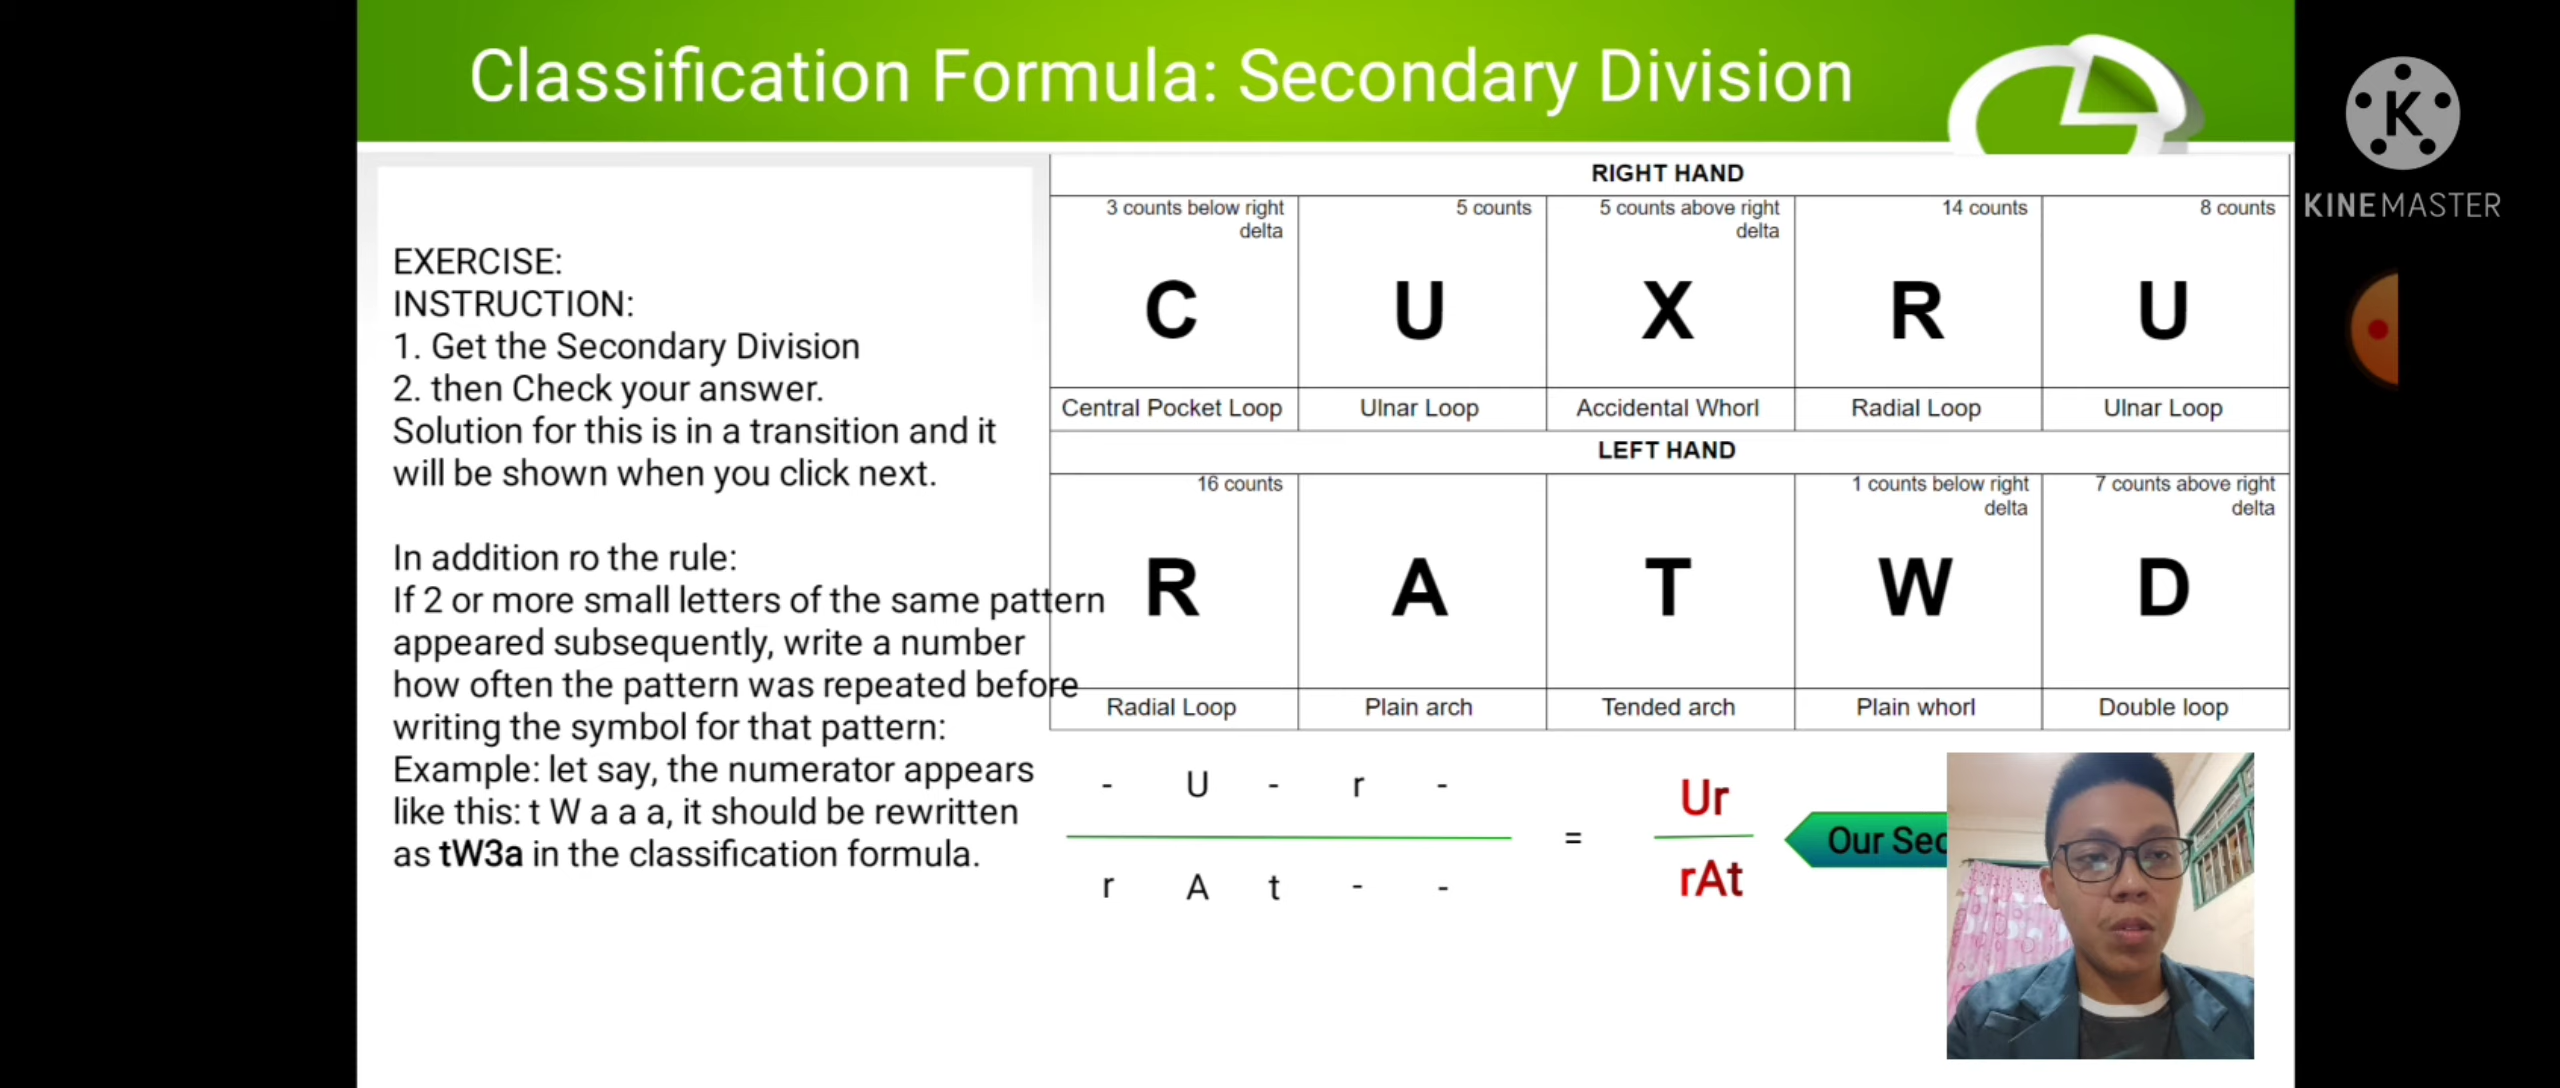 Classification Formula: Secondary Division
K
KINEMASTER
EXERCISE:
INSTRUCTION:
1. Get the Secondary Division
2. then Check your answer.
Solution for this is in a transition and it
will be shown when you click next.
In addition ro the rule:
If 2 or more small letters of the same pattern
appeared subsequently, write a number
how often the pattern was repeated before
writing the symbol for that pattern:
Example: let say, the numerator appears
like this: t W a a a, it should be rewritten
as tW3a in the classification formula.
RIGHT HAND
3 counts below right delta 5 counts 5 counts above right delta 14 counts 8 counts
C U X R U
Central Pocket Loop Ulnar Loop Accidental Whorl Radial Loop Ulnar Loop
LEFT HAND
16 counts 1 counts below right delta 7 counts above right delta
R A T W D
Radial Loop Plain arch Tended arch Plain whorl Double loop
- U - r -
r A t - -
=
Ur
rAt
Our Sec